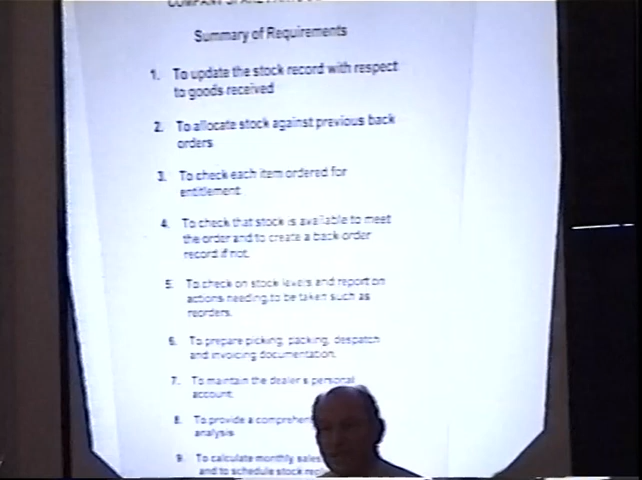 Summary of Requirements
1. To update the stock record with respect
to goods received
2. To allocate stock against previous back
orders
3. To check each item ordered for
entitlement
4. To check that stock is available to meet
the order and to create a back order
record if not.
5. To check on stock levels and report on
actions needing to be taken such as
reorders.
6. To prepare picking, packing, despatch
and invoicing documentation.
7. To maintain the dealer's personal
account.
8. To provide a
analysis
9. To calculate monthly sales
and to schedule stock